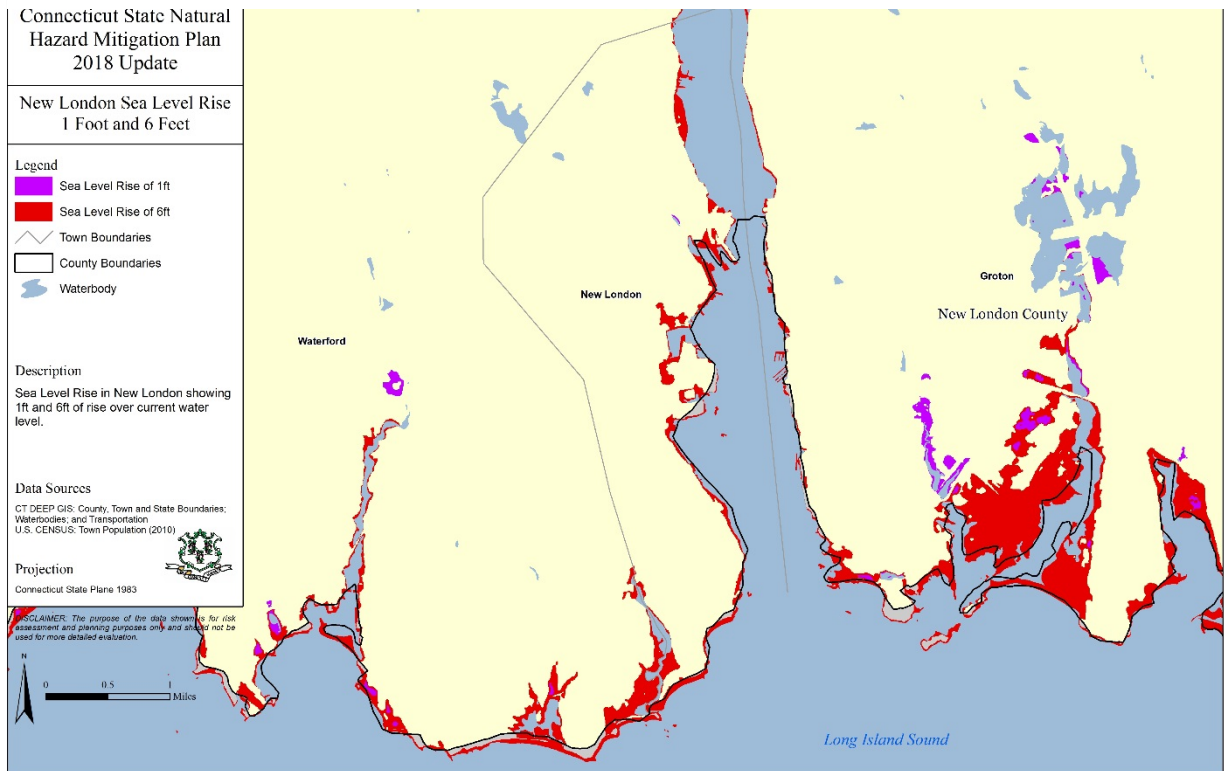 Connecticut State Natural
Hazard Mitigation Plan
2018 Update
New London Sea Level Rise
1 Foot and 6 Feet
Legend
Sea Level Rise of 1ft
Sea Level Rise of 6ft
Town Boundaries
County Boundaries
Waterbody
Description
Sea Level Rise in New London showing
1ft and 6ft of rise over current water
level.
Data Sources
CT DEEP GIS: County, Town and State Boundaries;
Waterbodies; and Transportation
U.S. CENSUS: Town Population (2010)
Projection
Connecticut State Plane 1983
DISCLAIMER: The purpose of the data shown is for risk
assessment and planning purposes only and should not be
used for more detailed evaluation.
N
0 0.5 1
Miles
Waterford
New London
Groton
New London County
Long Island Sound